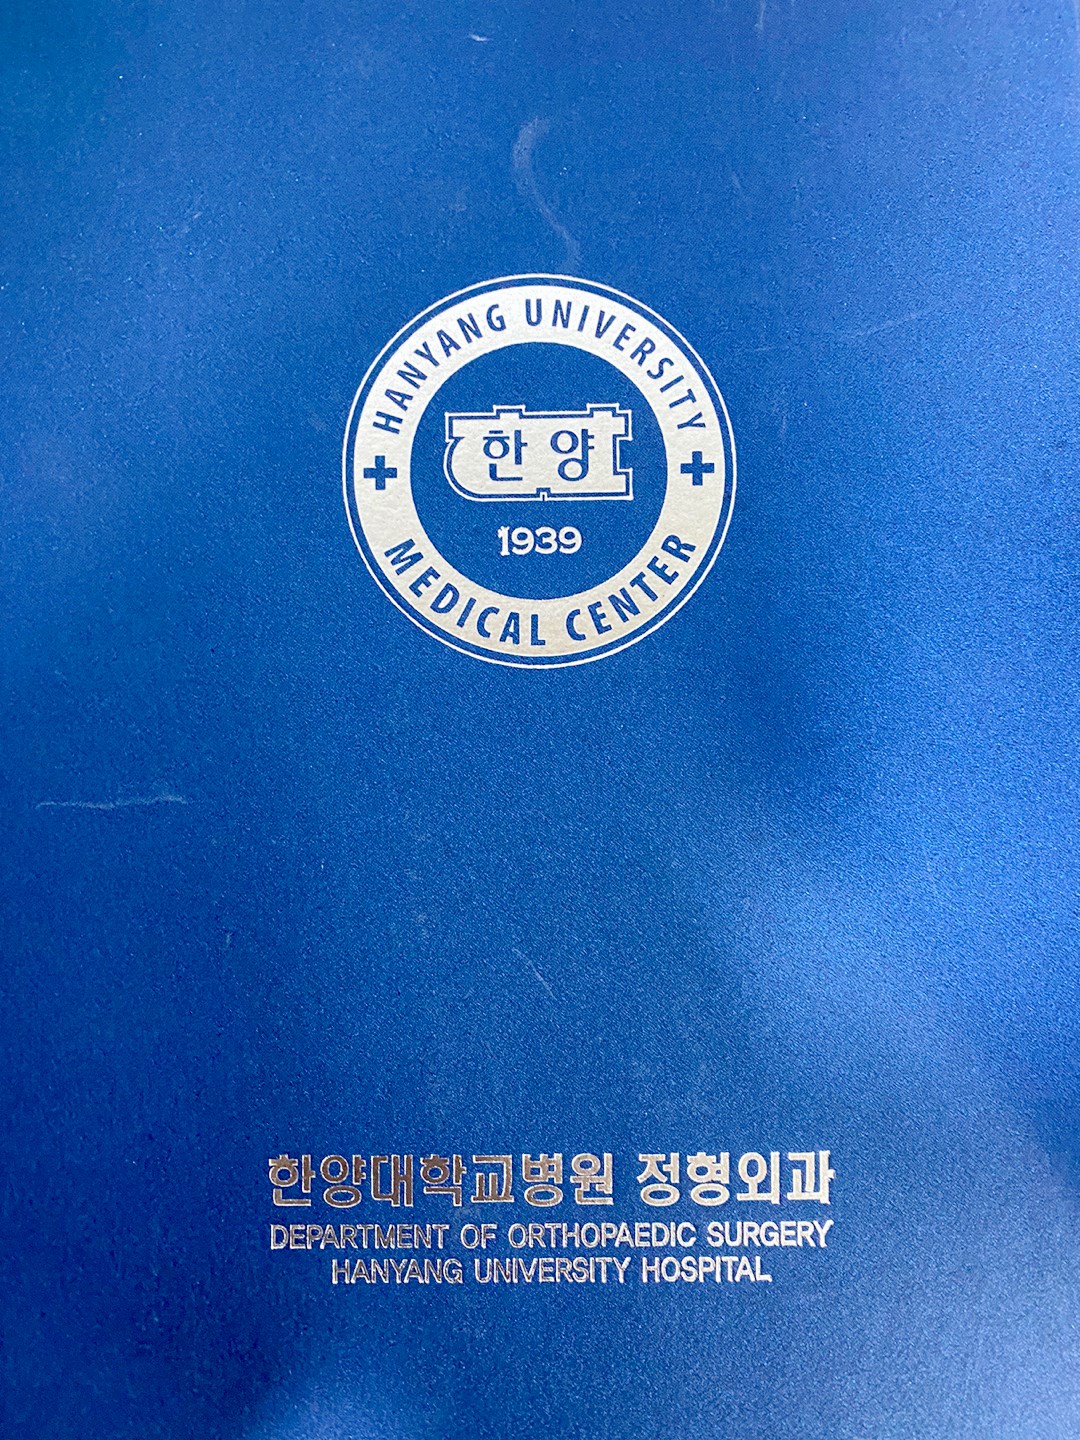 HANYANG UNIVERSITY
한양
1939
MEDICAL CENTER
한양대학교병원 정형외과
DEPARTMENT OF ORTHOPAEDIC SURGERY
HANYANG UNIVERSITY HOSPITAL